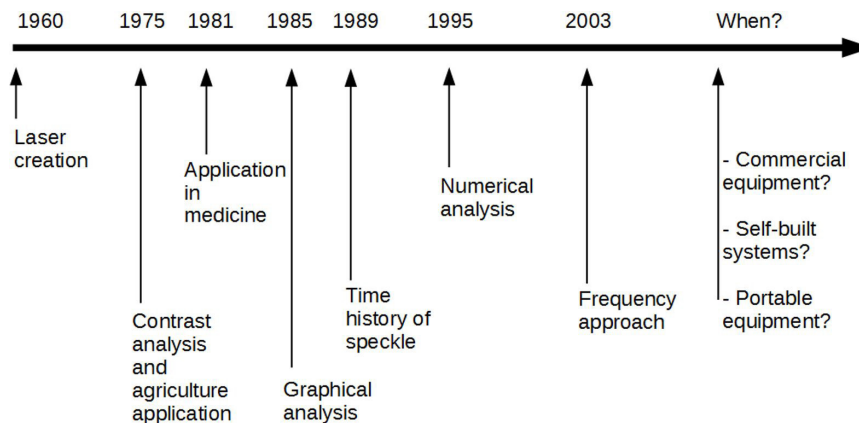 1960 1975 1981 1985 1989 1995 2003 When?
Laser
creation
Contrast
analysis
and
agriculture
application
Application
in
medicine
Graphical
analysis
Time
history of
speckle
Numerical
analysis
Frequency
approach
- Commercial
equipment?
- Self-built
systems?
- Portable
equipment?